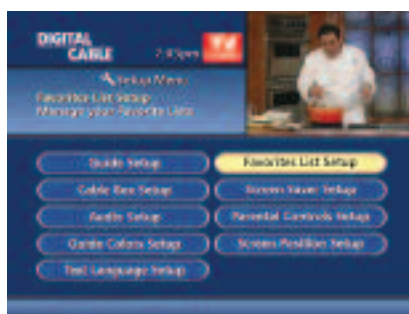 DIGITAL
CABLE 7:45pm
Setup Menu
Favorites List Setup
Manage your Favorite Lists
Guide Setup
Favorites List Setup
Cable Box Setup
Screen Saver Setup
Audio Setup
Parental Controls Setup
Guide Colors Setup
Screen Position Setup
Text Language Setup